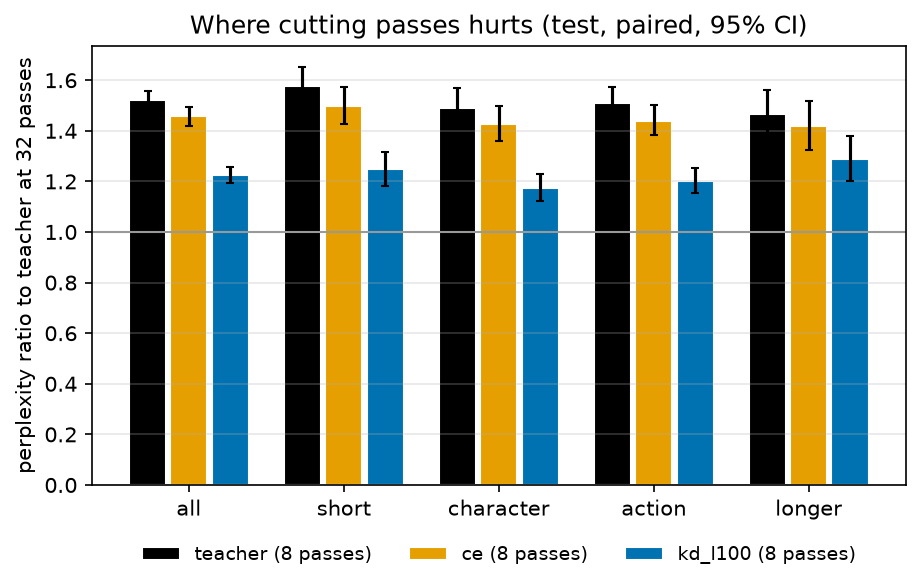 Where cutting passes hurts (test, paired, 95% CI)
perplexity ratio to teacher at 32 passes
1.6
1.4
1.2
1.0
0.8
0.6
0.4
0.2
0.0
all short character action longer
teacher (8 passes) ce (8 passes) kd_l100 (8 passes)